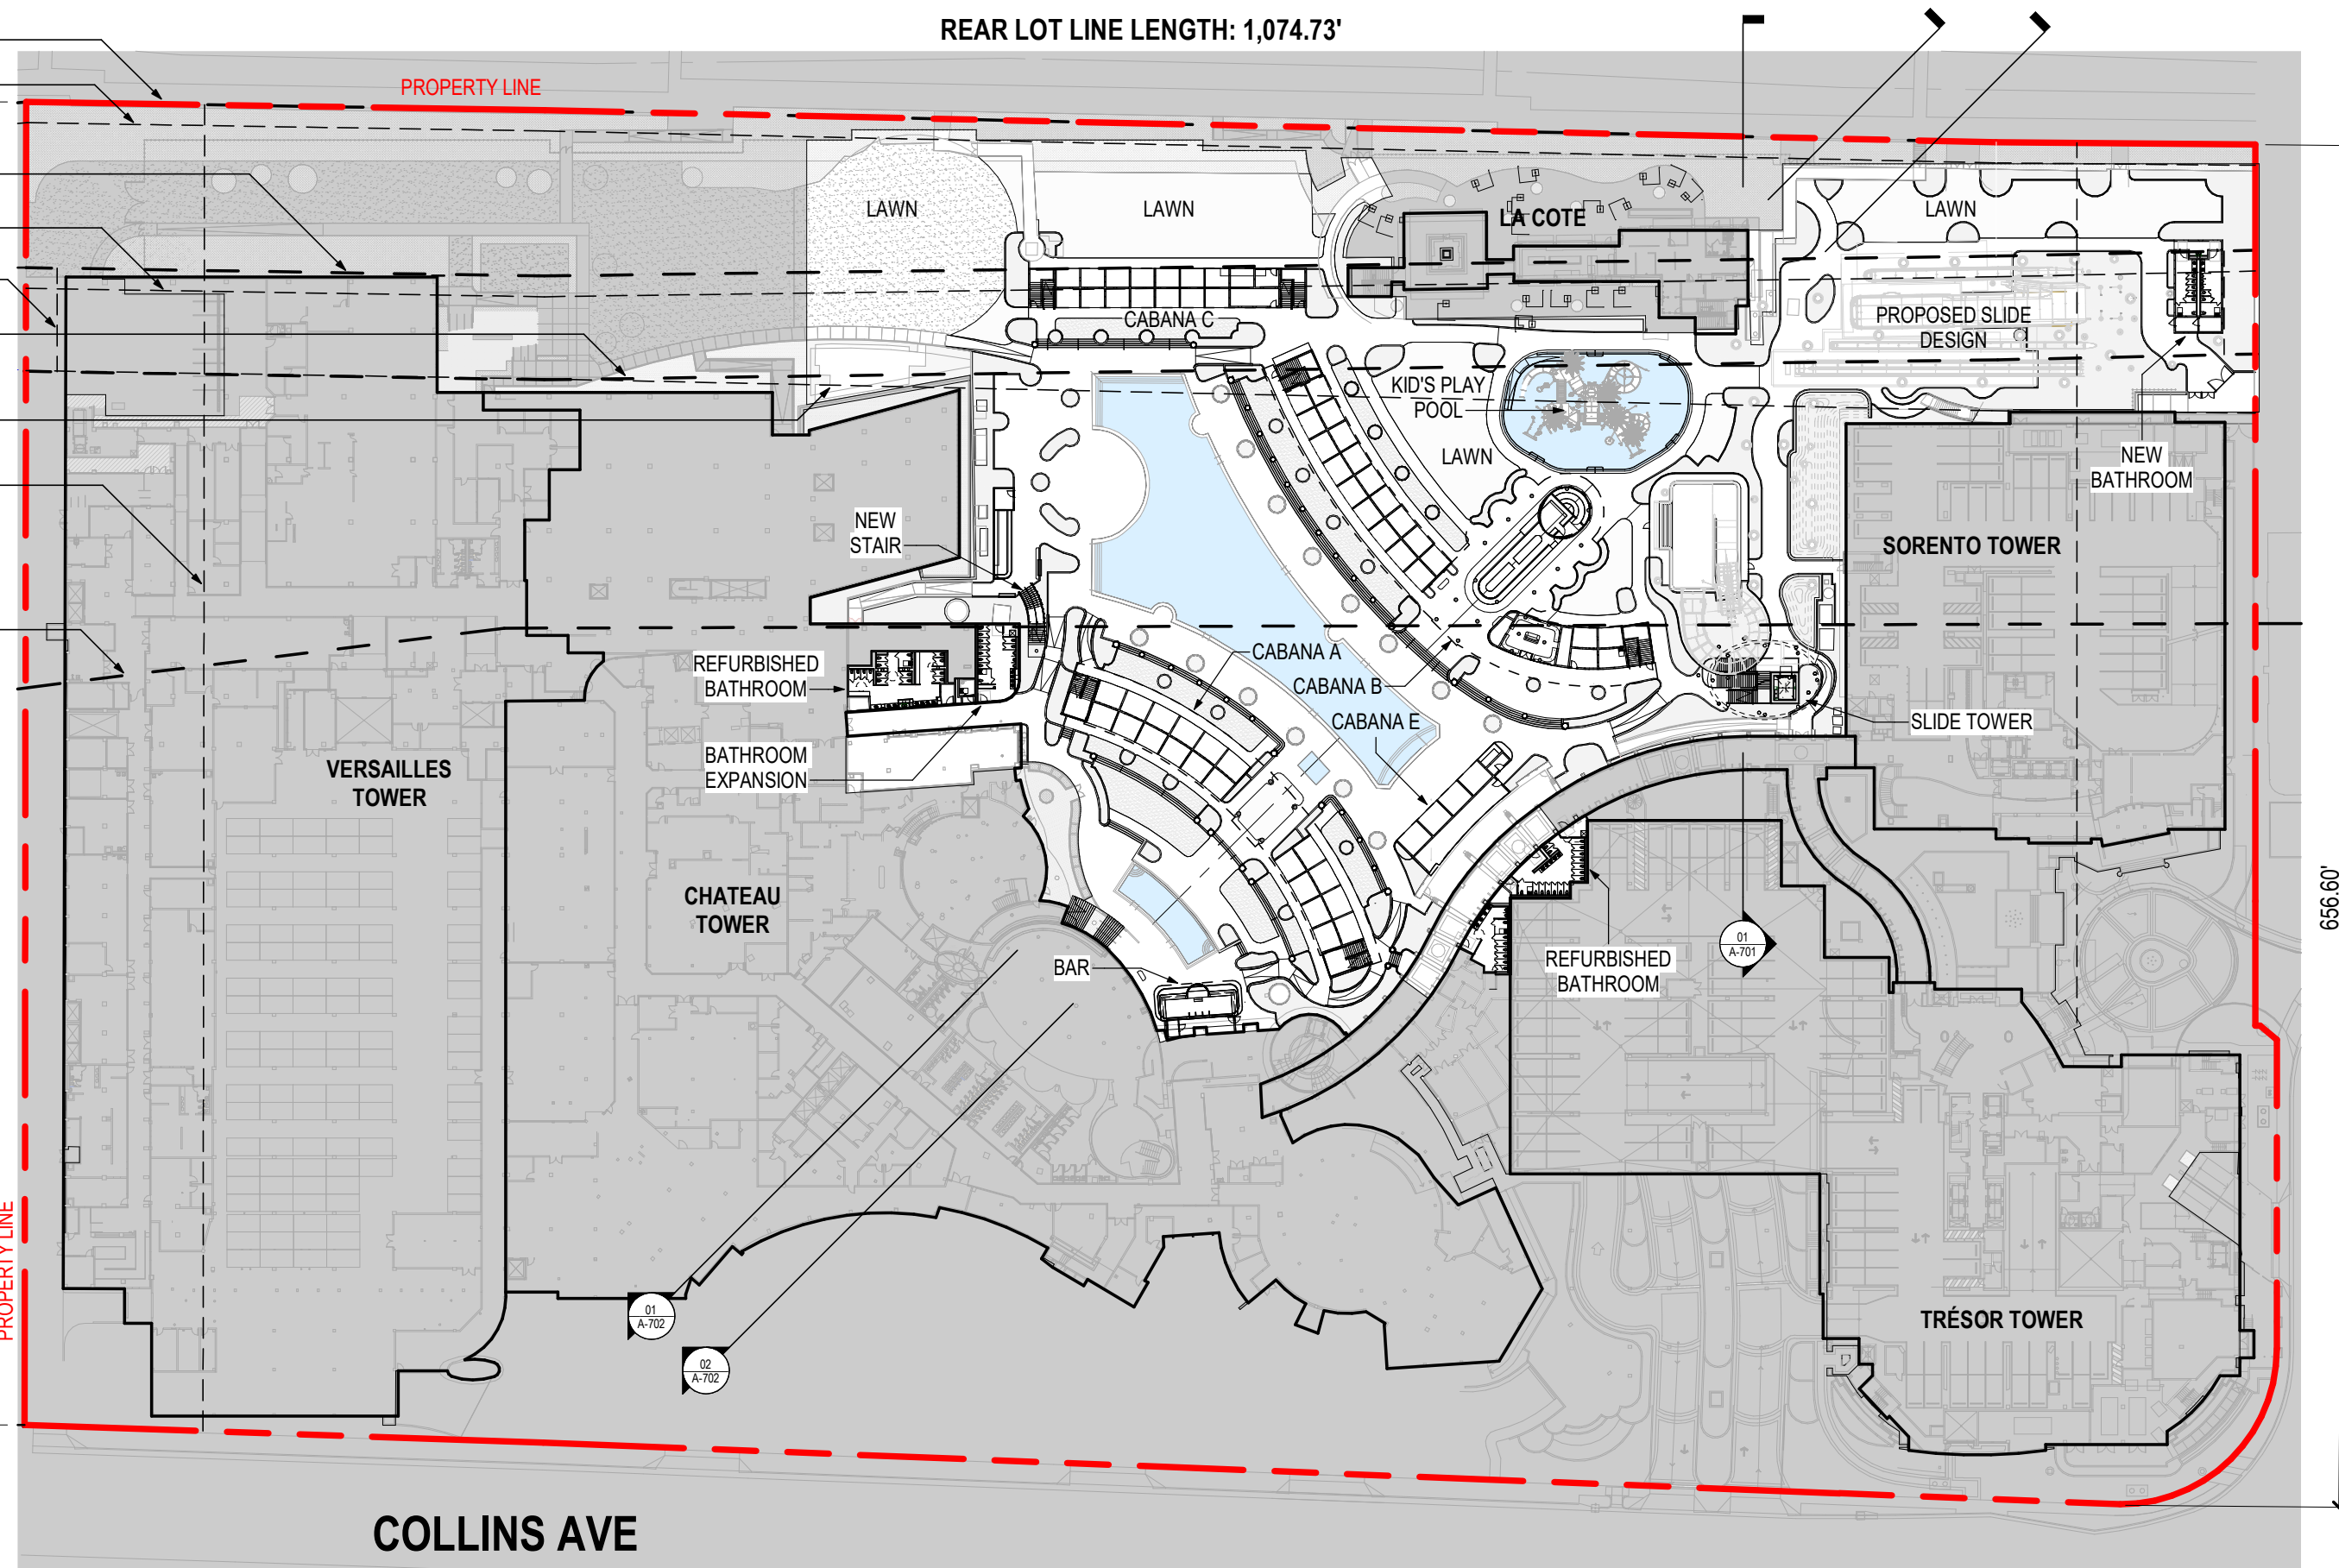 REAR LOT LINE LENGTH: 1,074.73'
PROPERTY LINE
LAWN
LAWN
LA COTE
LAWN
CABANA C
PROPOSED SLIDE
DESIGN
KID'S PLAY
POOL
LAWN
NEW
BATHROOM
NEW
STAIR
SORENTO TOWER
CABANA A
REFURBISHED
BATHROOM
CABANA B
CABANA E
SLIDE TOWER
BATHROOM
EXPANSION
VERSAILLES
TOWER
CHATEAU
TOWER
656.60'
BAR
REFURBISHED
BATHROOM
01
A-701
PROPERTY LINE
01
A-702
02
A-702
TRÉSOR TOWER
COLLINS AVE